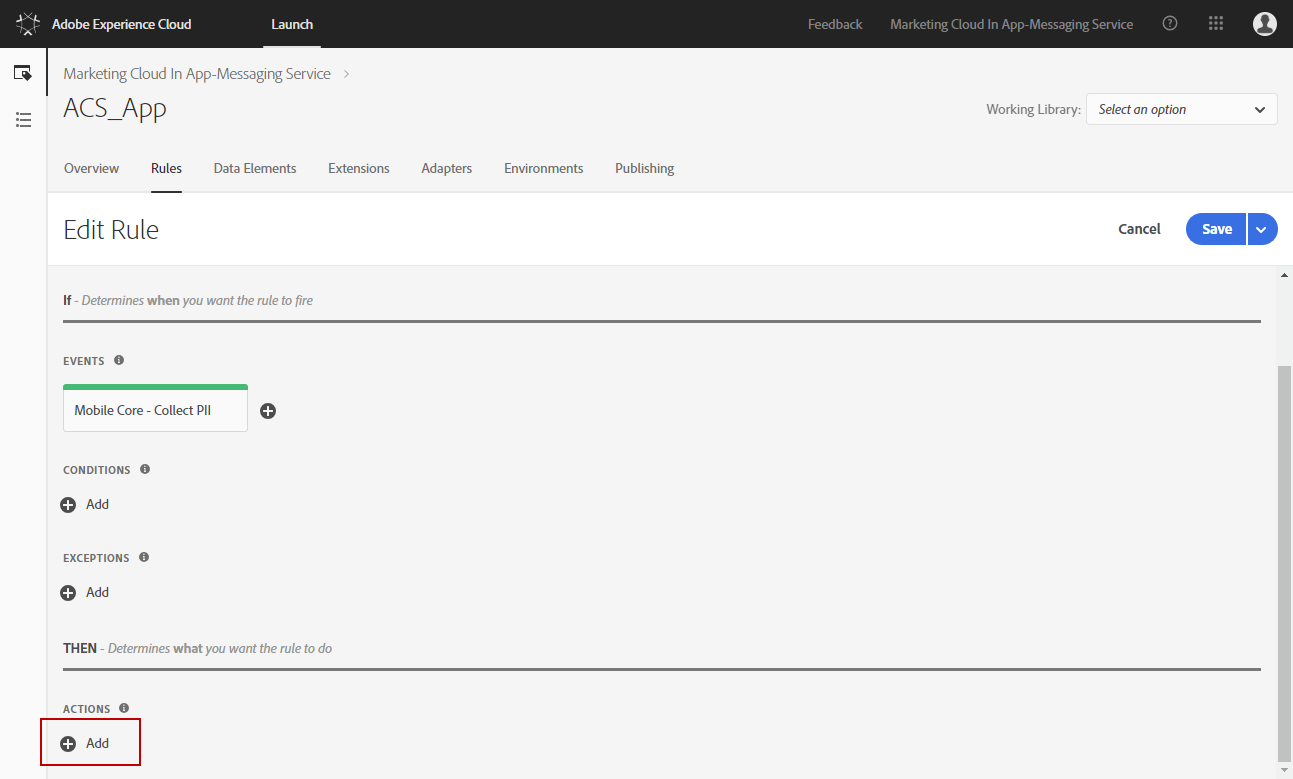 Adobe Experience Cloud Launch Feedback Marketing Cloud In App-Messaging Service
Marketing Cloud In App-Messaging Service
ACS_App
Working Library: Select an option
Overview Rules Data Elements Extensions Adapters Environments Publishing
Edit Rule
Cancel Save
If - Determines when you want the rule to fire
EVENTS
Mobile Core - Collect PII
CONDITIONS
Add
EXCEPTIONS
Add
THEN - Determines what you want the rule to do
ACTIONS
Add